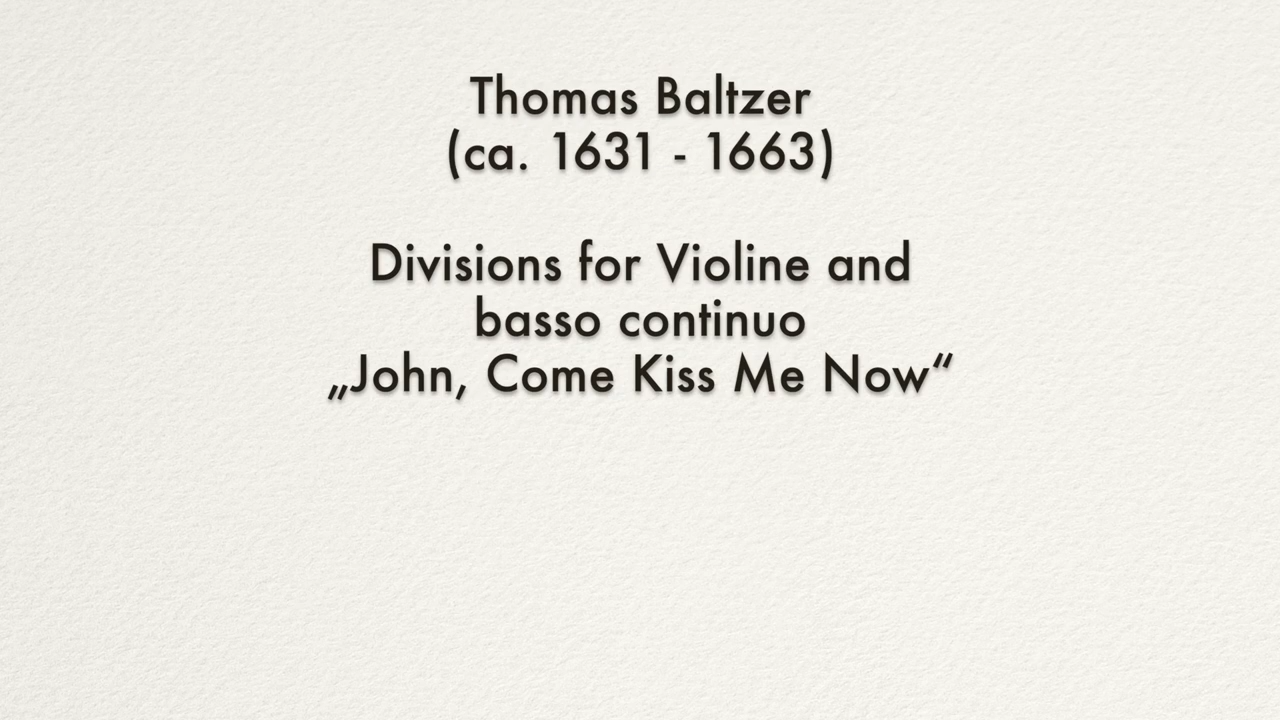 Thomas Baltzer
(ca. 1631 - 1663)
Divisions for Violine and
basso continuo
„John, Come Kiss Me Now“